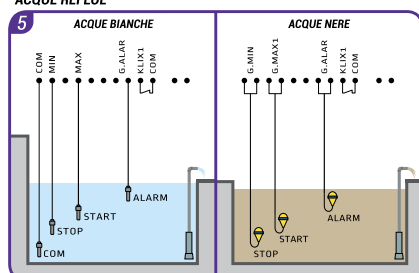 ACQUE REFLUE
5
ACQUE BIANCHE
COM
MIN
MAX
G.ALAR
KLIX1
COM
ALARM
START
STOP
COM
ACQUE NERE
G.MIN
G.MAX1
G.ALAR
KLIX1
COM
ALARM
START
STOP